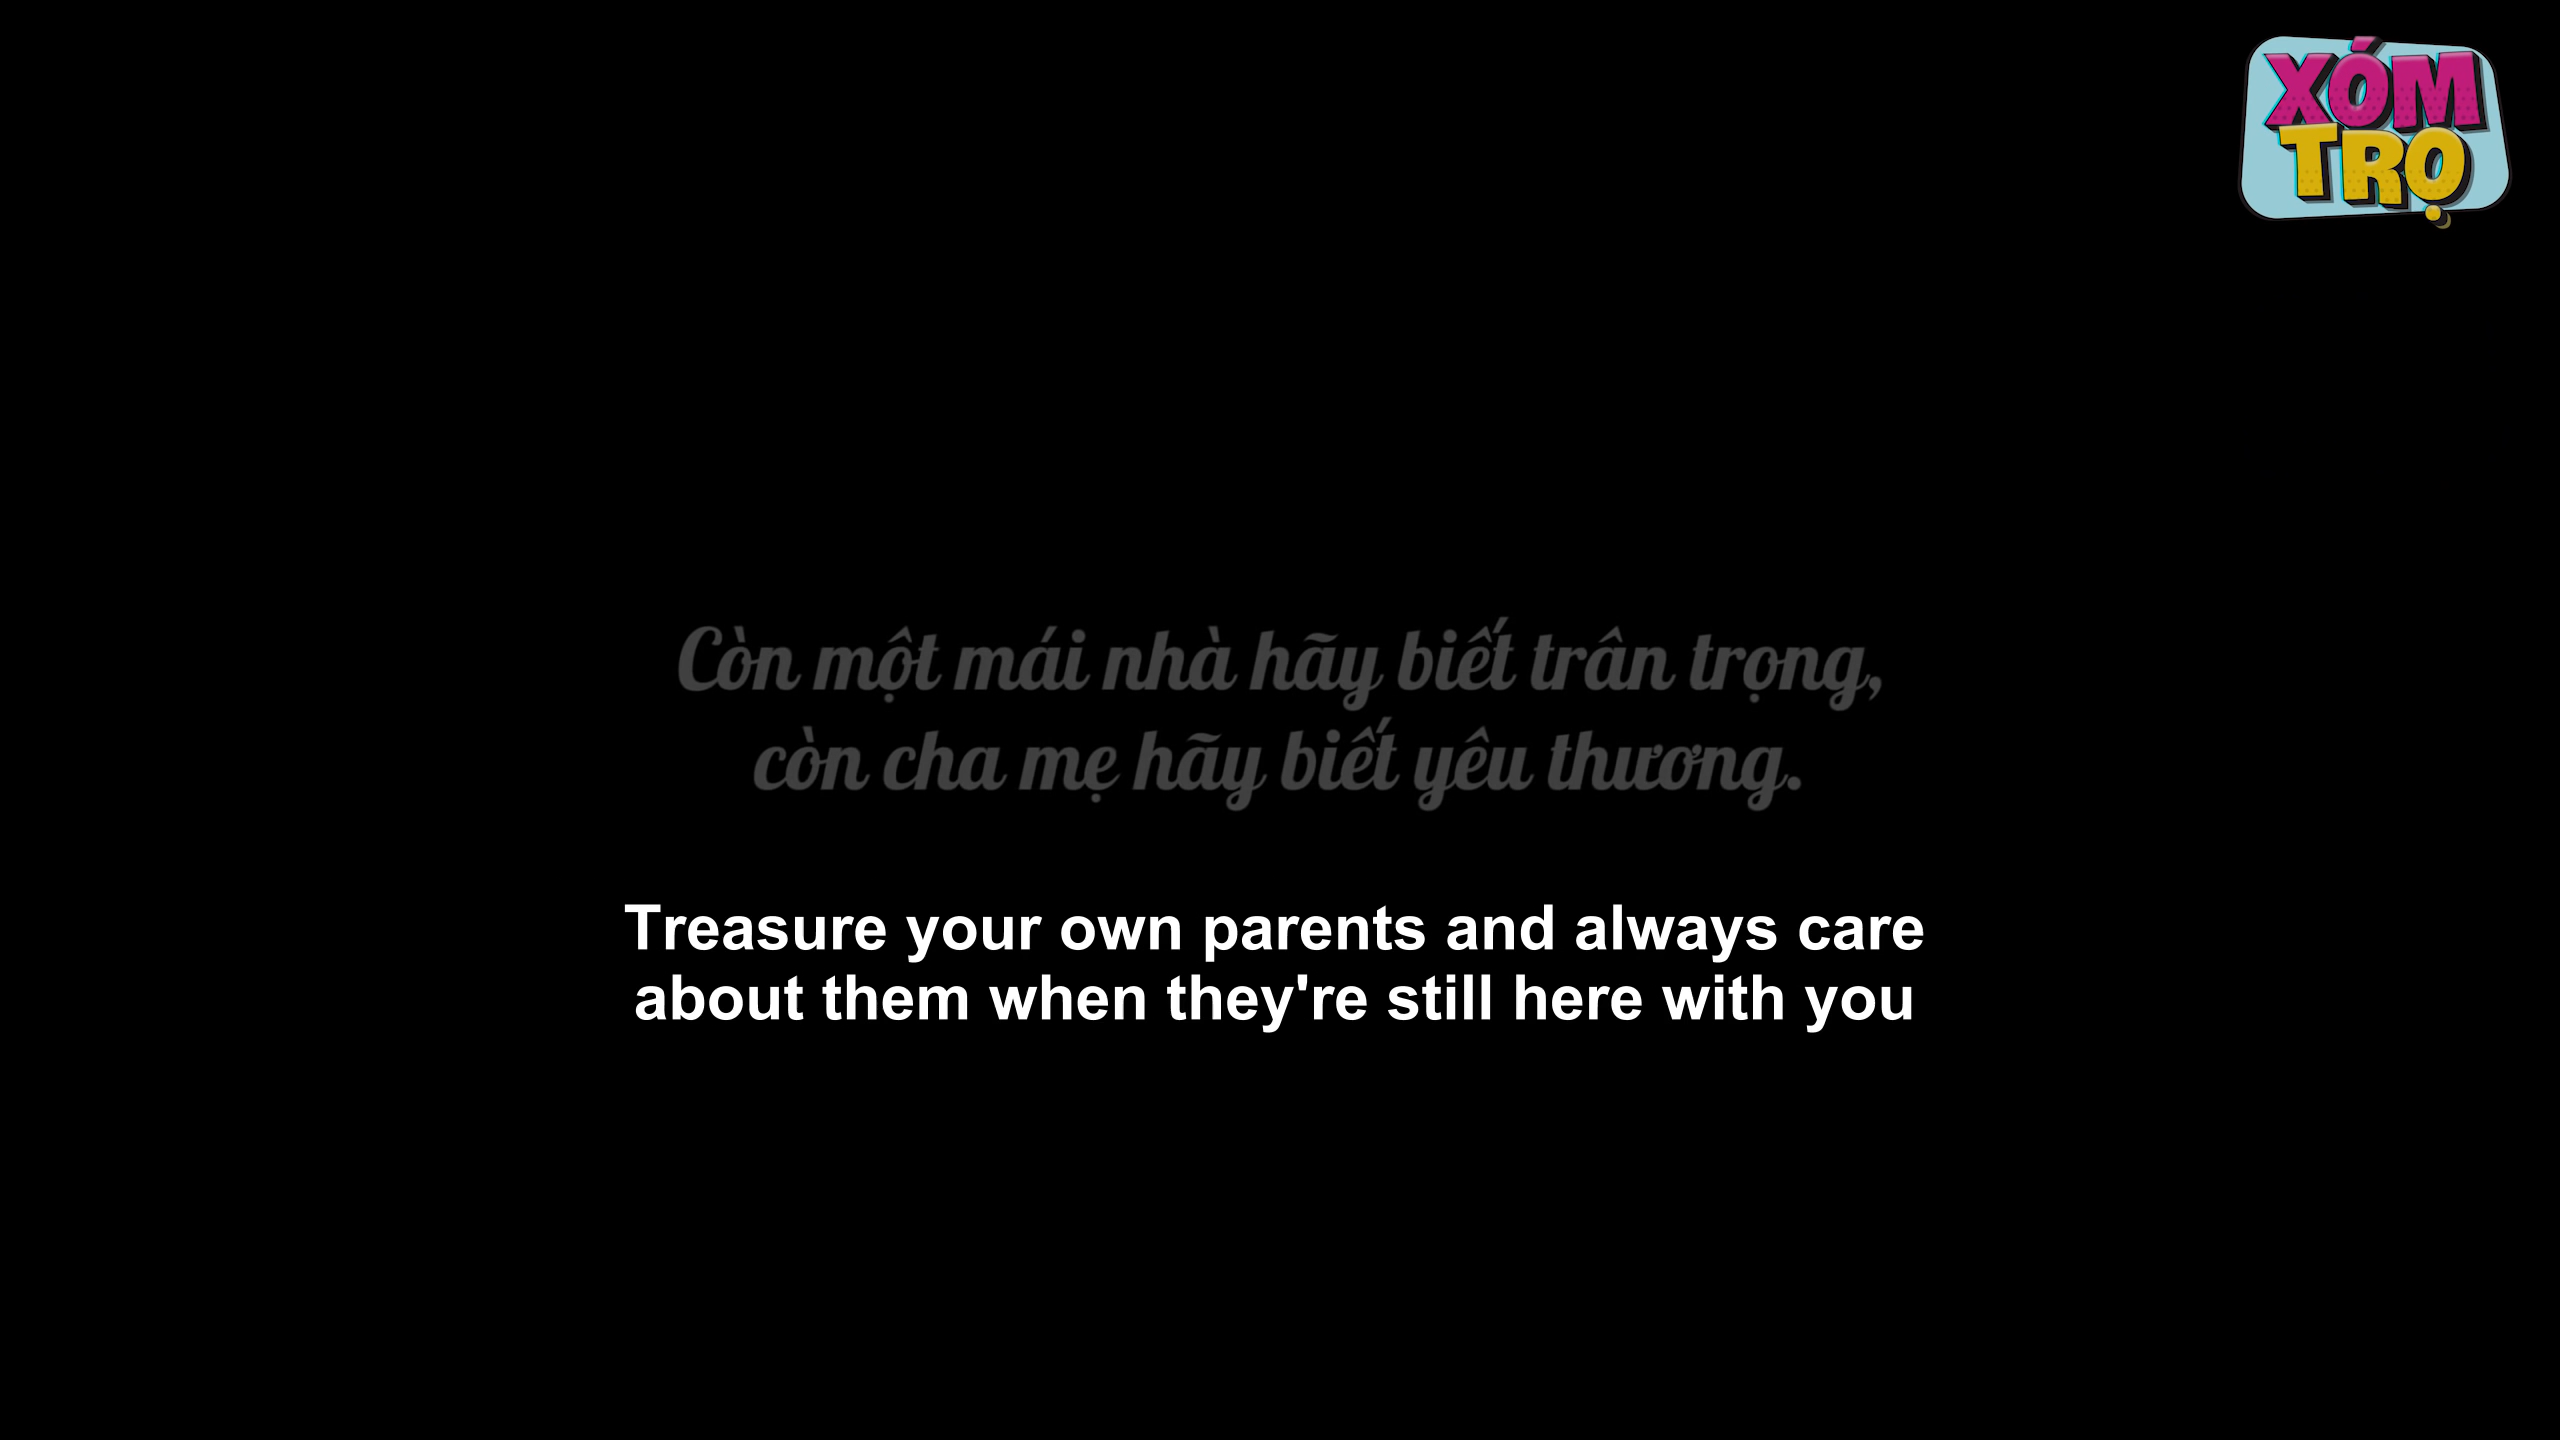 XÓM
TRỌ
Còn một mái nhà hãy biết trân trọng,
còn cha mẹ hãy biết yêu thương.
Treasure your own parents and always care
about them when they're still here with you